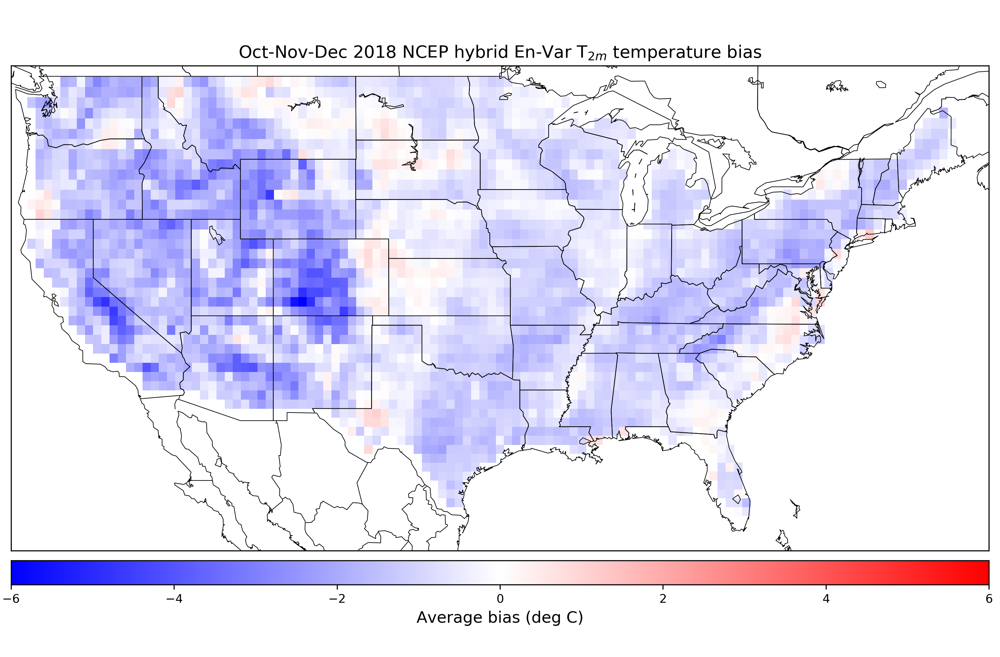 Oct-Nov-Dec 2018 NCEP hybrid En-Var T2m temperature bias
−6 −4 −2 0 2 4 6
Average bias (deg C)